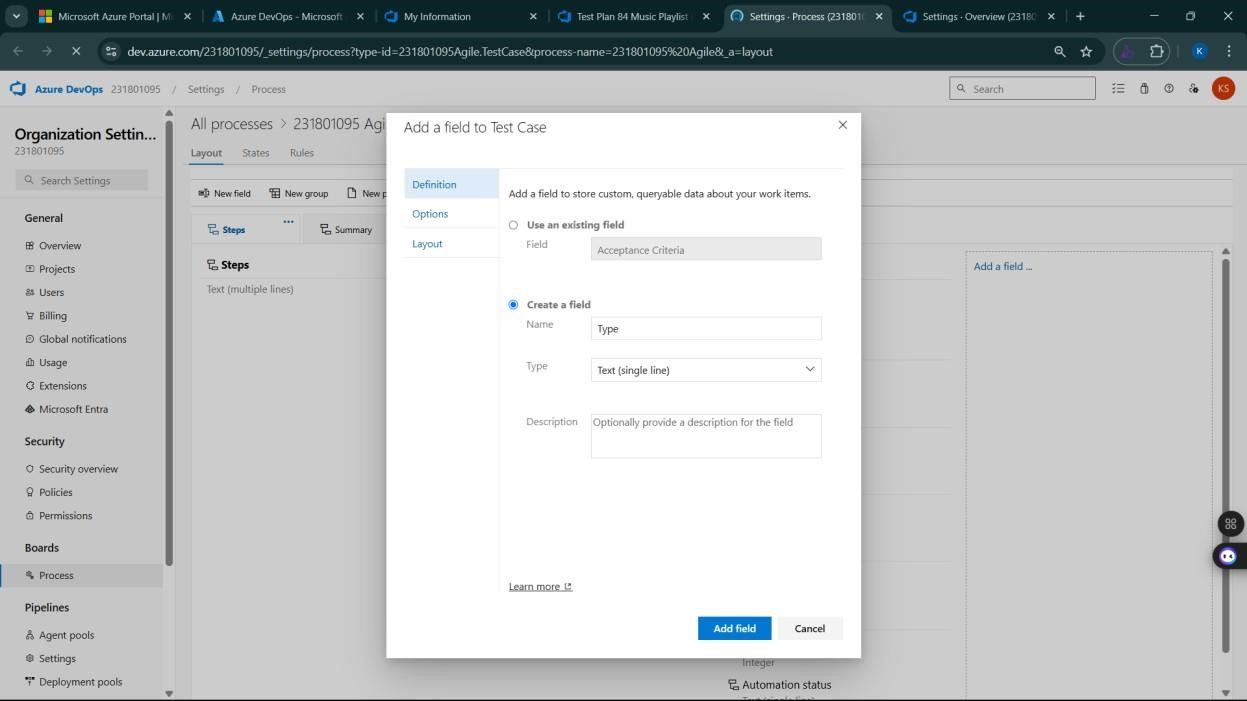 Microsoft Azure Portal | Mi
Azure DevOps - Microsoft
My Information
Test Plan 84 Music Playlist
Settings · Process (2318010
Settings · Overview (23180
dev.azure.com/231801095/_settings/process?type-id=231801095Agile.TestCase&process-name=231801095%20Agile&_a=layout
K
Azure DevOps 231801095 / Settings / Process
Search
KS
Organization Settin...
231801095
Search Settings
General
Overview
Projects
Users
Billing
Global notifications
Usage
Extensions
Microsoft Entra
Security
Security overview
Policies
Permissions
Boards
Process
Pipelines
Agent pools
Settings
Deployment pools
All processes > 231801095 Agi
Layout States Rules
New field New group New p
Steps ... Summary
Steps
Text (multiple lines)
Add a field to Test Case
Definition
Options
Layout
Add a field to store custom, queryable data about your work items.
Use an existing field
Field Acceptance Criteria
Create a field
Name Type
Type Text (single line)
Description Optionally provide a description for the field
Learn more
Add field Cancel
Add a field ...
Integer
Automation status
Text (single line)